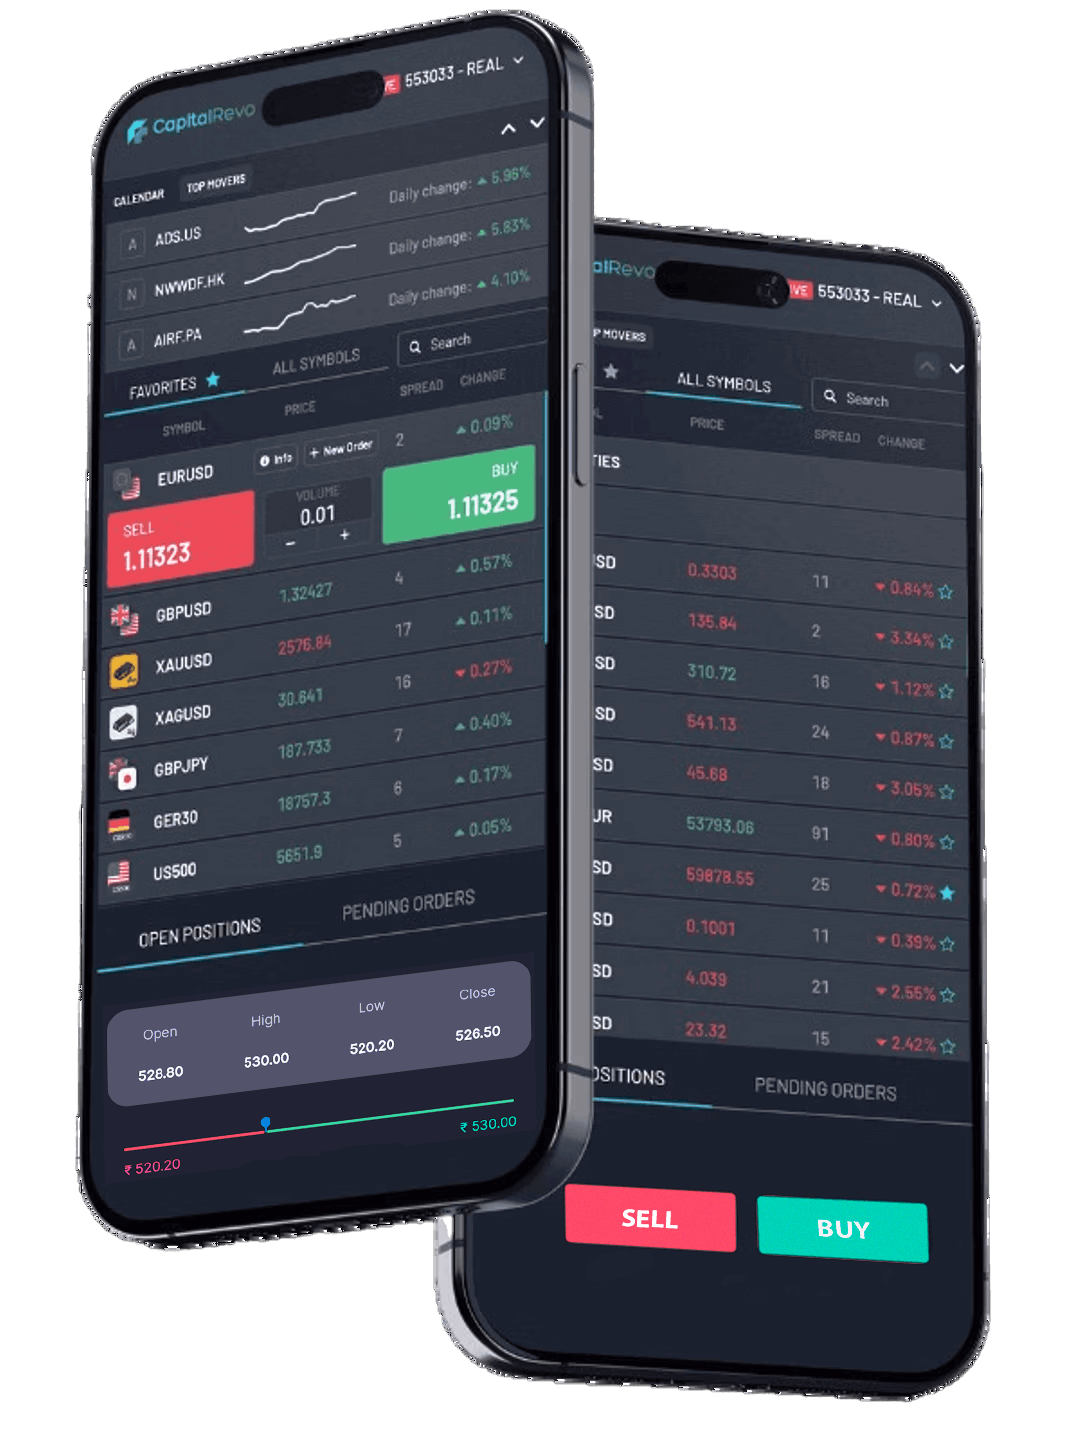 CapitalRevo
553033 - REAL
CALENDAR TOP MOVERS
A ADS.US Daily change: ▲ 5.96%
N NWWDF.HK Daily change: ▲ 5.83%
A AIRF.PA Daily change: ▲ 4.10%
FAVORITES ★ ALL SYMBOLS Search
SYMBOL PRICE SPREAD CHANGE
EURUSD Info + New Order 2 ▲ 0.09%
SELL VOLUME BUY
1.11323 0.01 1.11325
− +
GBPUSD 1.32427 4 ▲ 0.57%
XAUUSD 2576.84 17 ▲ 0.11%
XAGUSD 30.641 16 ▼ 0.27%
GBPJPY 187.733 7 ▲ 0.40%
GER30 18757.3 6 ▲ 0.17%
US500 5651.9 5 ▲ 0.05%
OPEN POSITIONS PENDING ORDERS
Open High Low Close
528.80 530.00 520.20 526.50
₹ 520.20 ₹ 530.00
alRevo
IVE 553033 - REAL
P MOVERS
★ ALL SYMBOLS Search
L PRICE SPREAD CHANGE
TIES
SD 0.3303 11 ▼ 0.84%
SD 135.84 2 ▼ 3.34%
SD 310.72 16 ▼ 1.12%
SD 541.13 24 ▼ 0.87%
SD 45.68 18 ▼ 3.05%
UR 53793.06 91 ▼ 0.80%
SD 59878.55 25 ▼ 0.72%
SD 0.1001 11 ▼ 0.39%
SD 4.039 21 ▼ 2.55%
SD 23.32 15 ▼ 2.42%
OSITIONS PENDING ORDERS
SELL BUY